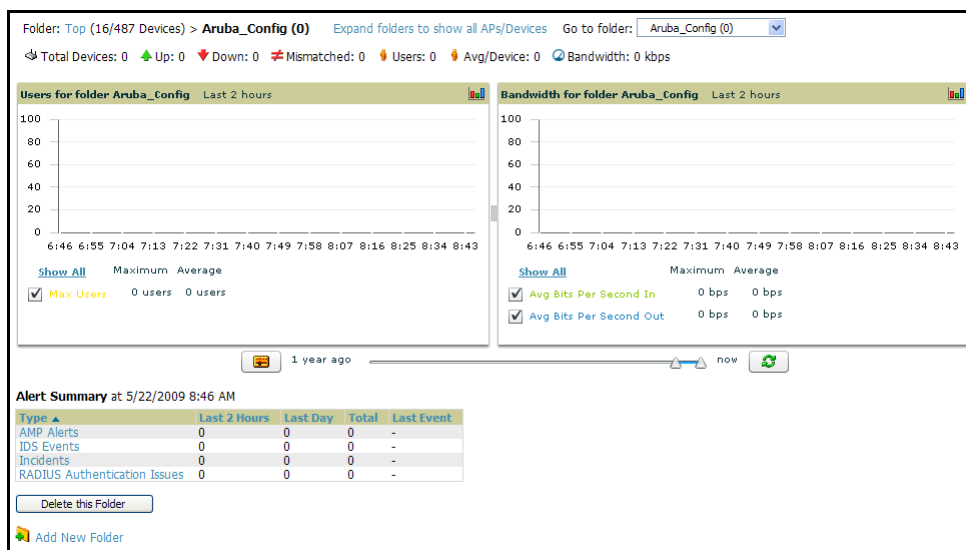 Folder: Top (16/487 Devices) > Aruba_Config (0) Expand folders to show all APs/Devices Go to folder: Aruba_Config (0)
Total Devices: 0 Up: 0 Down: 0 Mismatched: 0 Users: 0 Avg/Device: 0 Bandwidth: 0 kbps
Users for folder Aruba_Config Last 2 hours
100
80
60
40
20
0
6:46 6:55 7:04 7:13 7:22 7:31 7:40 7:49 7:58 8:07 8:16 8:25 8:34 8:43
Show All Maximum Average
Max Users 0 users 0 users
Bandwidth for folder Aruba_Config Last 2 hours
100
80
60
40
20
0
6:46 6:55 7:04 7:13 7:22 7:31 7:40 7:49 7:58 8:07 8:16 8:25 8:34 8:43
Show All Maximum Average
Avg Bits Per Second In 0 bps 0 bps
Avg Bits Per Second Out 0 bps 0 bps
1 year ago now
Alert Summary at 5/22/2009 8:46 AM
Type Last 2 Hours Last Day Total Last Event
AMP Alerts 0 0 0 -
IDS Events 0 0 0 -
Incidents 0 0 0 -
RADIUS Authentication Issues 0 0 0 -
Delete this Folder
Add New Folder